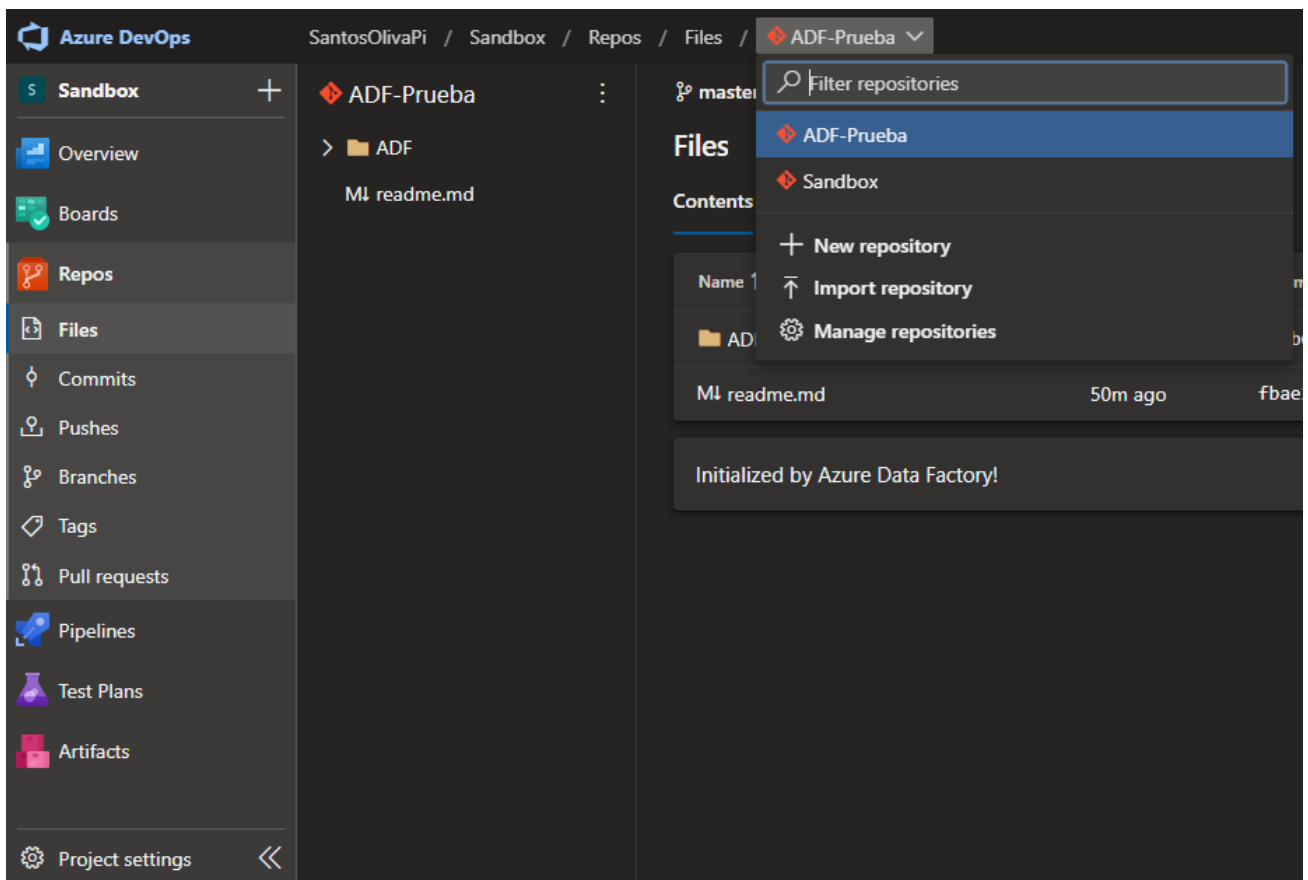 Azure DevOps
SantosOlivaPi / Sandbox / Repos / Files / ADF-Prueba
S Sandbox
Overview
Boards
Repos
Files
Commits
Pushes
Branches
Tags
Pull requests
Pipelines
Test Plans
Artifacts
Project settings
ADF-Prueba
ADF
M↓ readme.md
master
Files
Contents
Filter repositories
ADF-Prueba
Sandbox
New repository
Import repository
Manage repositories
Name ↑
AD
M↓ readme.md 50m ago fbae
Initialized by Azure Data Factory!